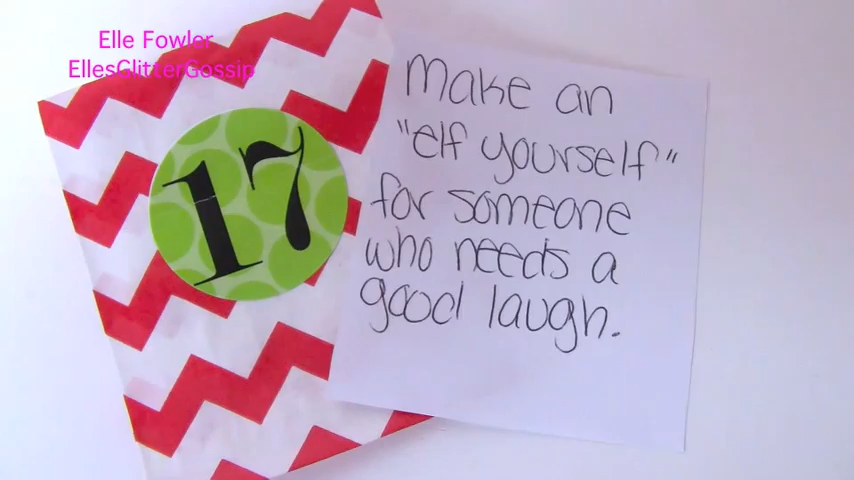 Elle Fowler
EllesGlitterGossip
17
make an
"elf yourself"
for someone
who needs a
good laugh.